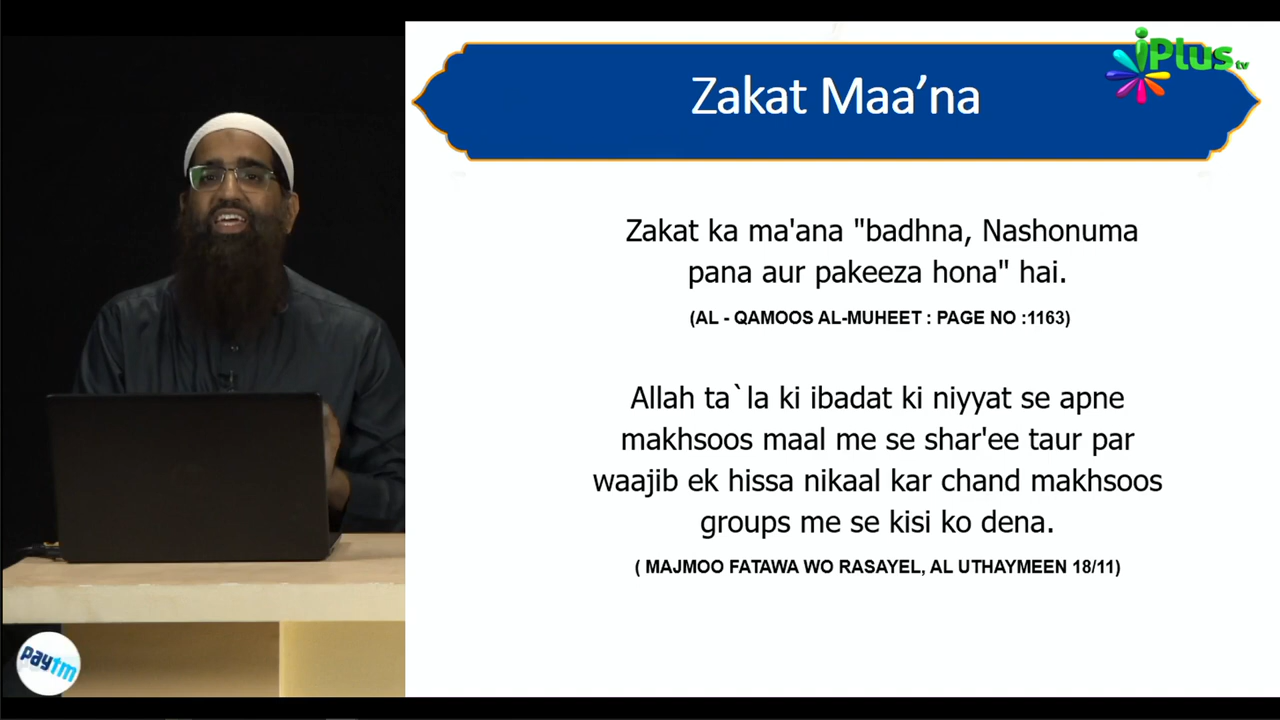 iPlus tv
Zakat Maa’na
Zakat ka ma'ana "badhna, Nashonuma
pana aur pakeeza hona" hai.
(AL - QAMOOS AL-MUHEET : PAGE NO :1163)
Allah ta`la ki ibadat ki niyyat se apne
makhsoos maal me se shar'ee taur par
waajib ek hissa nikaal kar chand makhsoos
groups me se kisi ko dena.
( MAJMOO FATAWA WO RASAYEL, AL UTHAYMEEN 18/11)
paytm